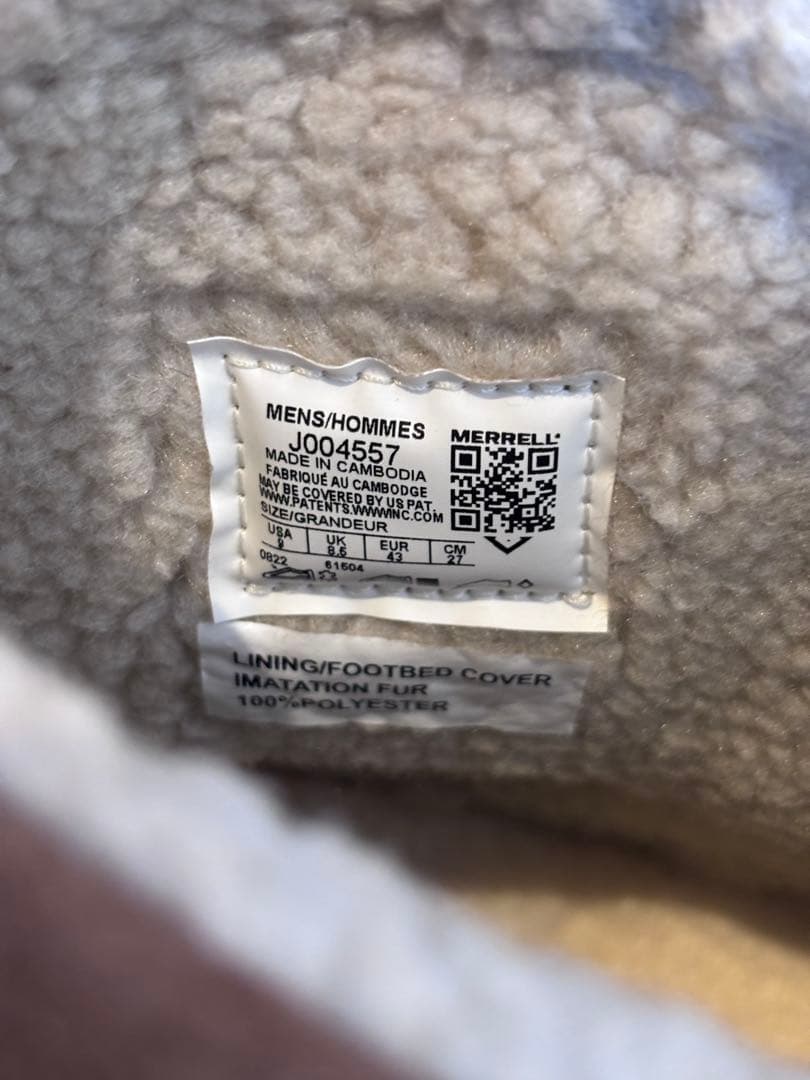 MENS/HOMMES
J004557
MADE IN CAMBODIA
FABRIQUÉ AU CAMBODGE
MAY BE COVERED BY US PAT.
WWW.PATENTS.WWWINC.COM
SIZE/GRANDEUR
USA UK EUR CM
9 8.5 43 27
0822 61504
MERRELL
LINING/FOOTBED COVER
IMATATION FUR
100%POLYESTER